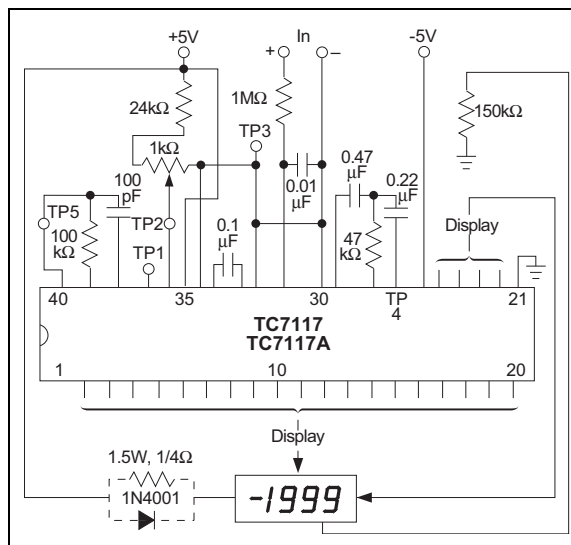 +5V
In
-5V
+
–
24kΩ
1MΩ
150kΩ
TP3
1kΩ
0.47
μF
0.22
μF
100
pF
0.01
μF
TP5
TP2
0.1
μF
Display
100
kΩ
TP1
47
kΩ
40
35
30
TP
4
21
TC7117
TC7117A
1
10
20
Display
1.5W, 1/4Ω
1N4001
-1999